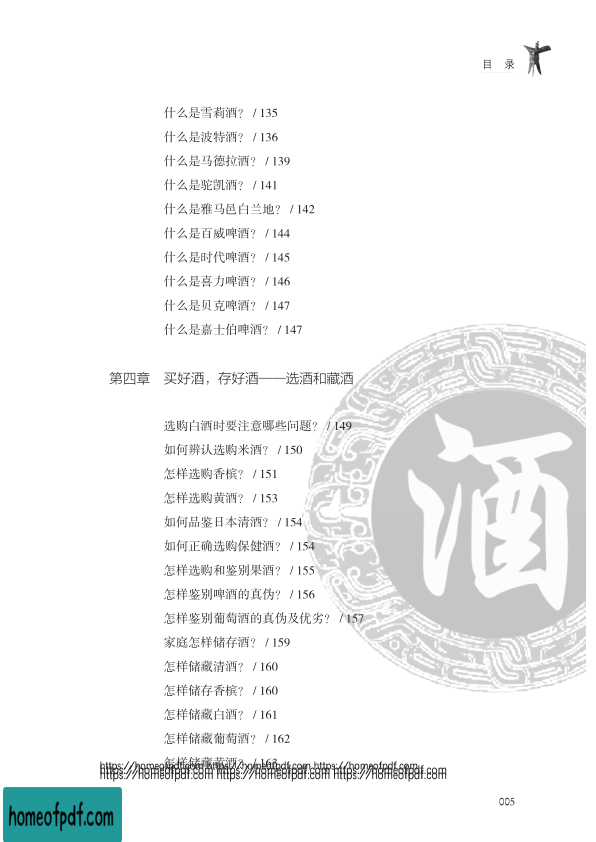 目 录
什么是雪莉酒？ / 135
什么是波特酒？ / 136
什么是马德拉酒？ / 139
什么是驼凯酒？ / 141
什么是雅马邑白兰地？ / 142
什么是百威啤酒？ / 144
什么是时代啤酒？ / 145
什么是喜力啤酒？ / 146
什么是贝克啤酒？ / 147
什么是嘉士伯啤酒？ / 147
第四章 买好酒，存好酒——选酒和藏酒
选购白酒时要注意哪些问题？ / 149
如何辨认选购米酒？ / 150
怎样选购香槟？ / 151
怎样选购黄酒？ / 153
如何品鉴日本清酒？ / 154
如何正确选购保健酒？ / 154
怎样选购和鉴别果酒？ / 155
怎样鉴别啤酒的真伪？ / 156
怎样鉴别葡萄酒的真伪及优劣？ / 157
家庭怎样储存酒？ / 159
怎样储藏清酒？ / 160
怎样储存香槟？ / 160
怎样储藏白酒？ / 161
怎样储藏葡萄酒？ / 162
怎样储藏黄酒？ / 163
酒
https://homeofpdf.com https://homeofpdf.com https://homeofpdf.com
https://homeofpdf.com https://homeofpdf.com https://homeofpdf.com
005
homeofpdf.com